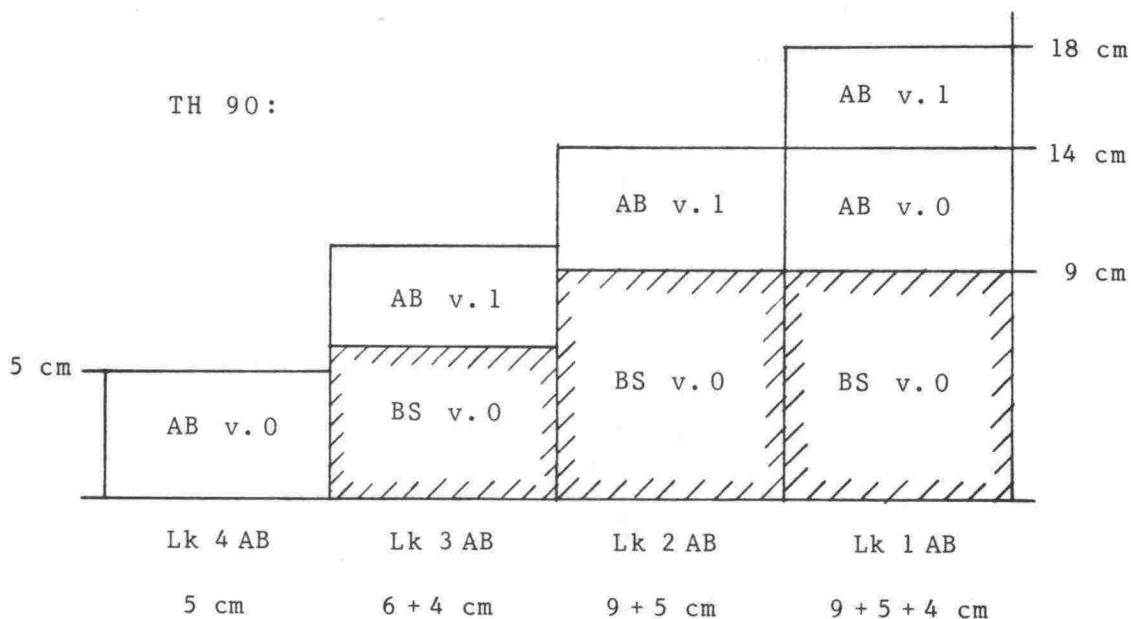 18 cm
TH 90:
AB v.1
14 cm
AB v.1
AB v.0
9 cm
AB v.1
5 cm
AB v.0
BS v.0
BS v.0
BS v.0
Lk 4 AB
Lk 3 AB
Lk 2 AB
Lk 1 AB
5 cm
6 + 4 cm
9 + 5 cm
9 + 5 + 4 cm